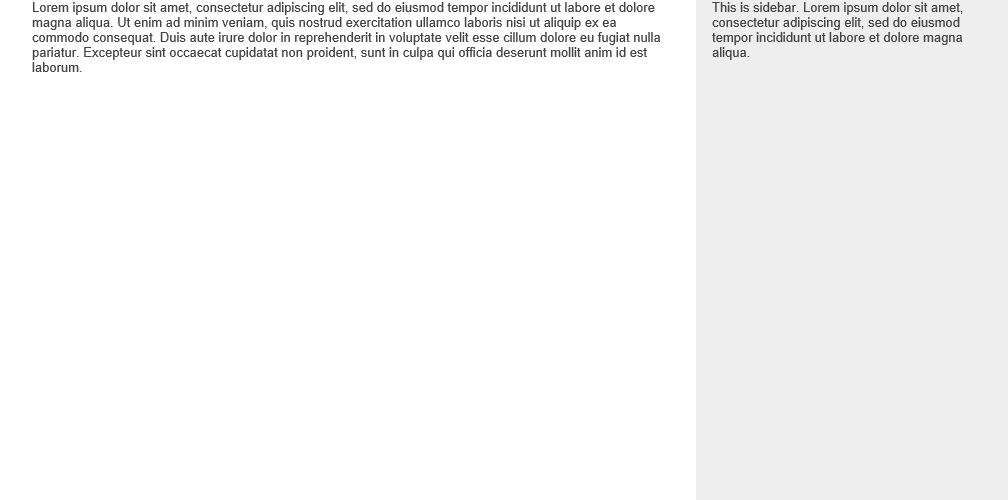 Lorem ipsum dolor sit amet, consectetur adipiscing elit, sed do eiusmod tempor incididunt ut labore et dolore
magna aliqua. Ut enim ad minim veniam, quis nostrud exercitation ullamco laboris nisi ut aliquip ex ea
commodo consequat. Duis aute irure dolor in reprehenderit in voluptate velit esse cillum dolore eu fugiat nulla
pariatur. Excepteur sint occaecat cupidatat non proident, sunt in culpa qui officia deserunt mollit anim id est
laborum.
This is sidebar. Lorem ipsum dolor sit amet,
consectetur adipiscing elit, sed do eiusmod
tempor incididunt ut labore et dolore magna
aliqua.